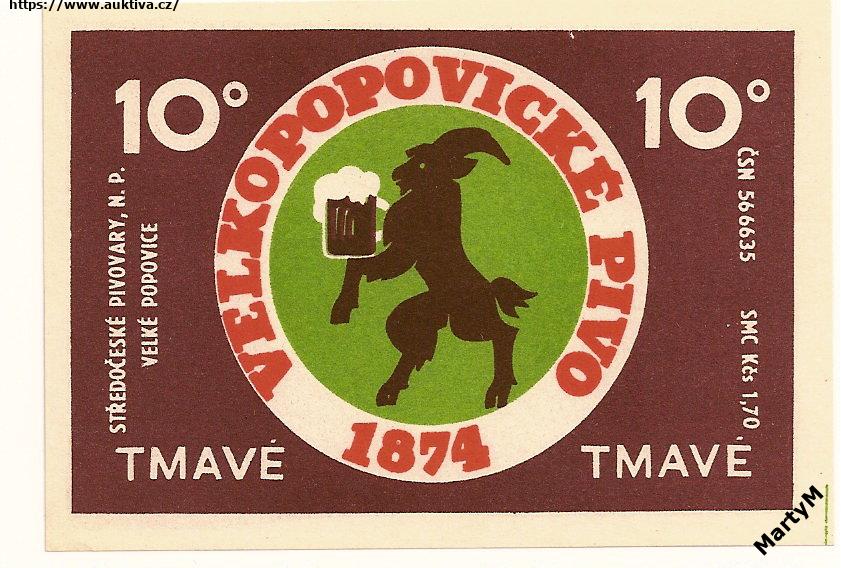 https://www.auktiva.cz/
10°
10°
VELKOPOPOVICKÉ PIVO
1874
STŘEDOČESKÉ PIVOVARY, N. P.
VELKÉ POPOVICE
ČSN 566635
SMC Kčs 1,70
TMAVÉ
TMAVÉ
MartyM